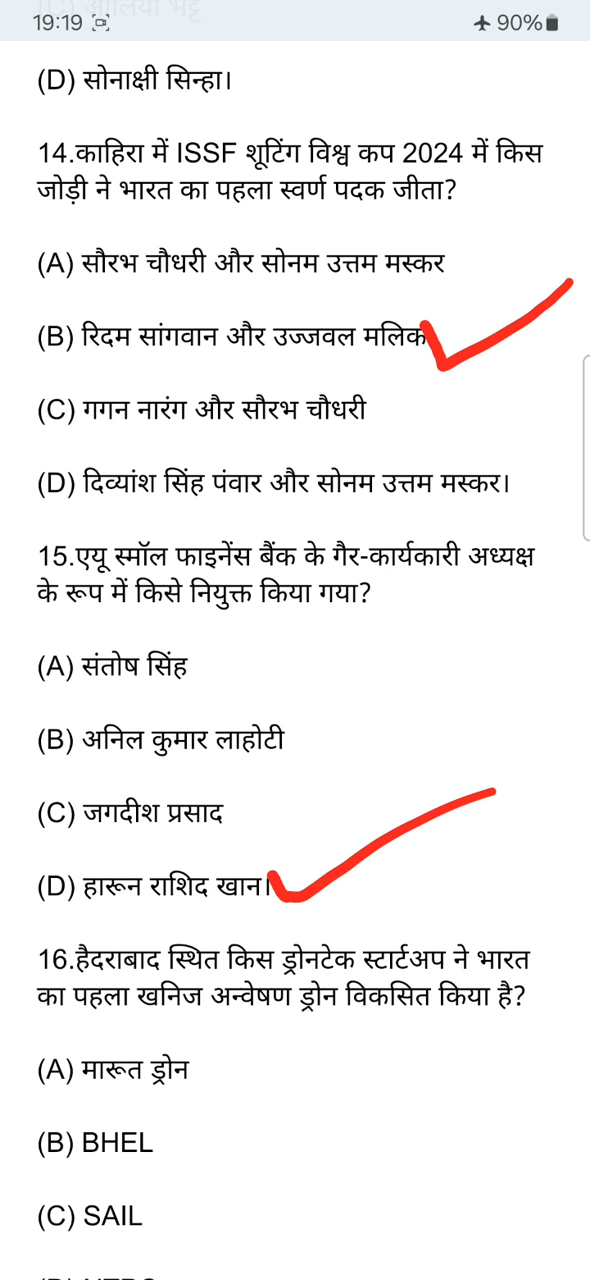 (C) आलिया भट्ट
19:19 90%
(D) सोनाक्षी सिन्हा।
14.काहिरा में ISSF शूटिंग विश्व कप 2024 में किस
जोड़ी ने भारत का पहला स्वर्ण पदक जीता?
(A) सौरभ चौधरी और सोनम उत्तम मस्कर
(B) रिदम सांगवान और उज्जवल मलिक
(C) गगन नारंग और सौरभ चौधरी
(D) दिव्यांश सिंह पंवार और सोनम उत्तम मस्कर।
15.एयू स्मॉल फाइनेंस बैंक के गैर-कार्यकारी अध्यक्ष
के रूप में किसे नियुक्त किया गया?
(A) संतोष सिंह
(B) अनिल कुमार लाहोटी
(C) जगदीश प्रसाद
(D) हारून राशिद खान।
16.हैदराबाद स्थित किस ड्रोनटेक स्टार्टअप ने भारत
का पहला खनिज अन्वेषण ड्रोन विकसित किया है?
(A) मारूत ड्रोन
(B) BHEL
(C) SAIL